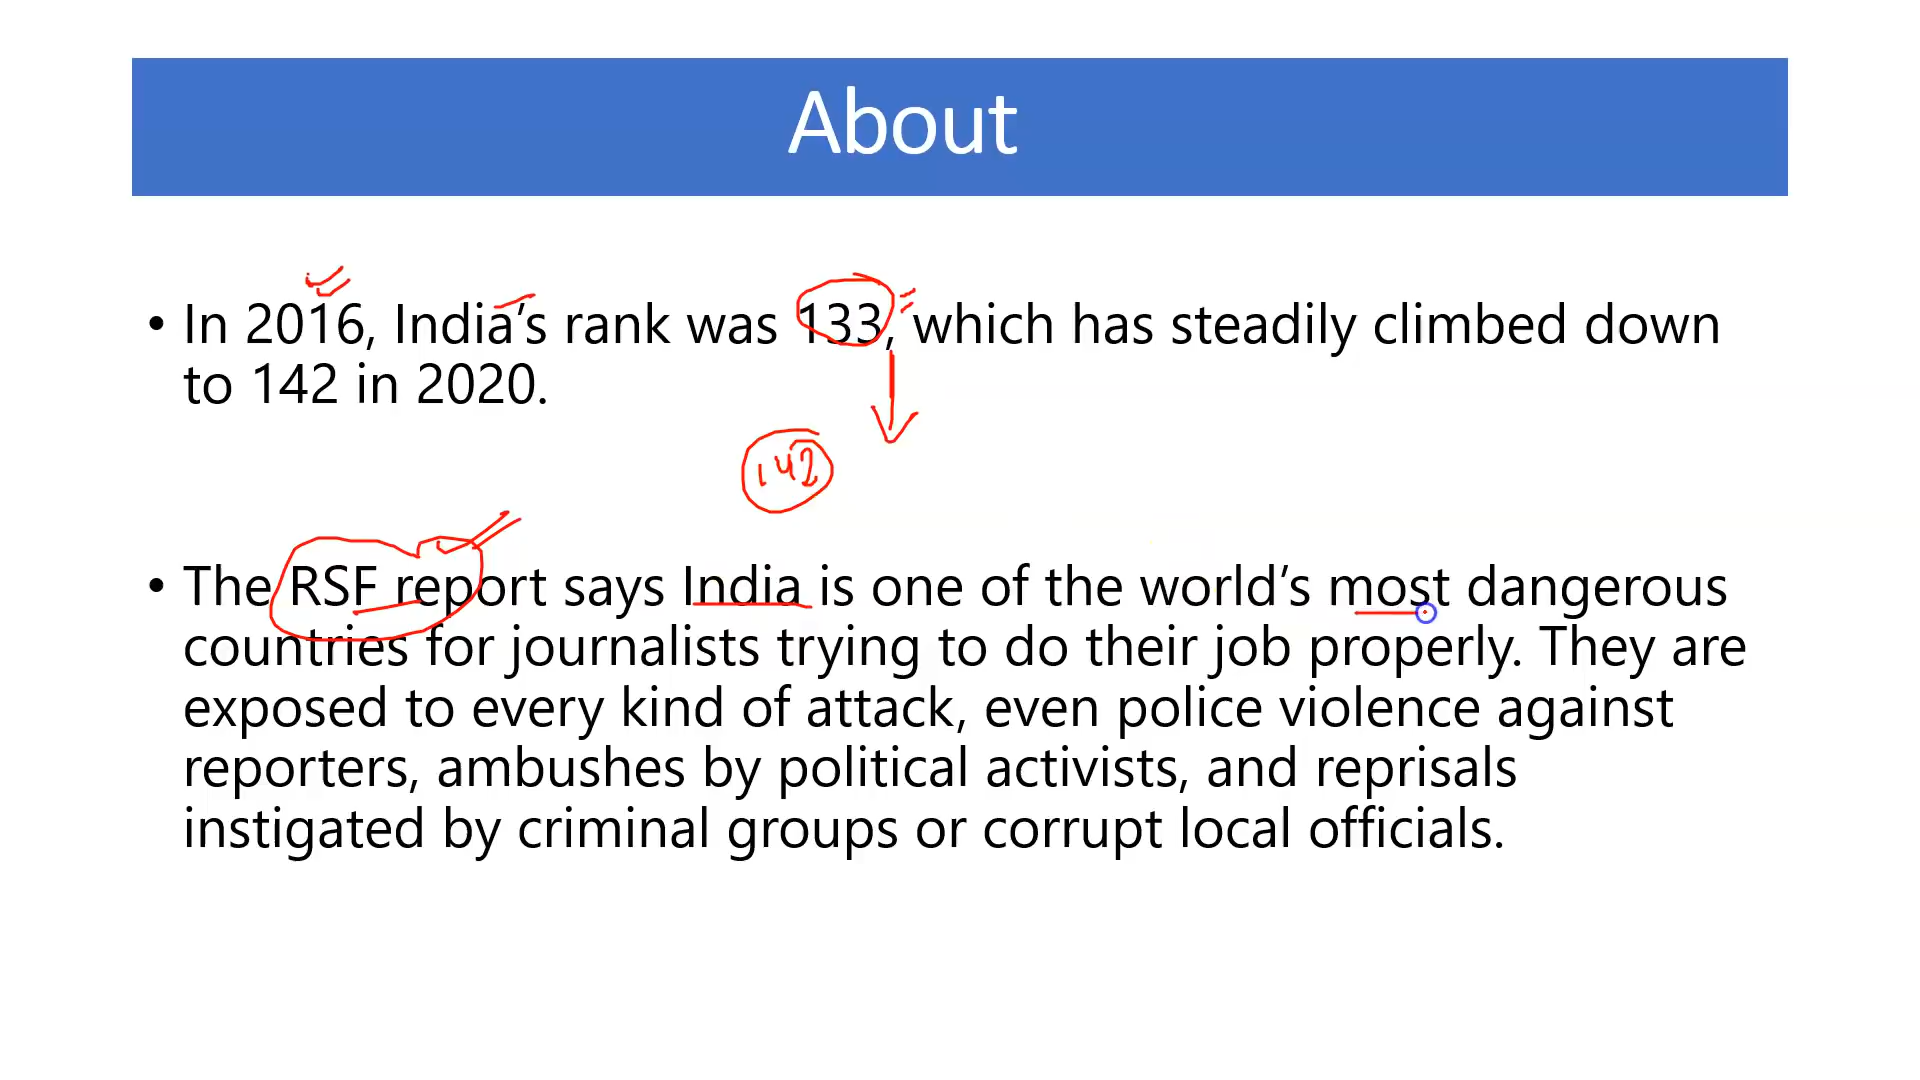 About
• In 2016, India’s rank was 133, which has steadily climbed down
to 142 in 2020.
142
• The RSF report says India is one of the world’s most dangerous
countries for journalists trying to do their job properly. They are
exposed to every kind of attack, even police violence against
reporters, ambushes by political activists, and reprisals
instigated by criminal groups or corrupt local officials.